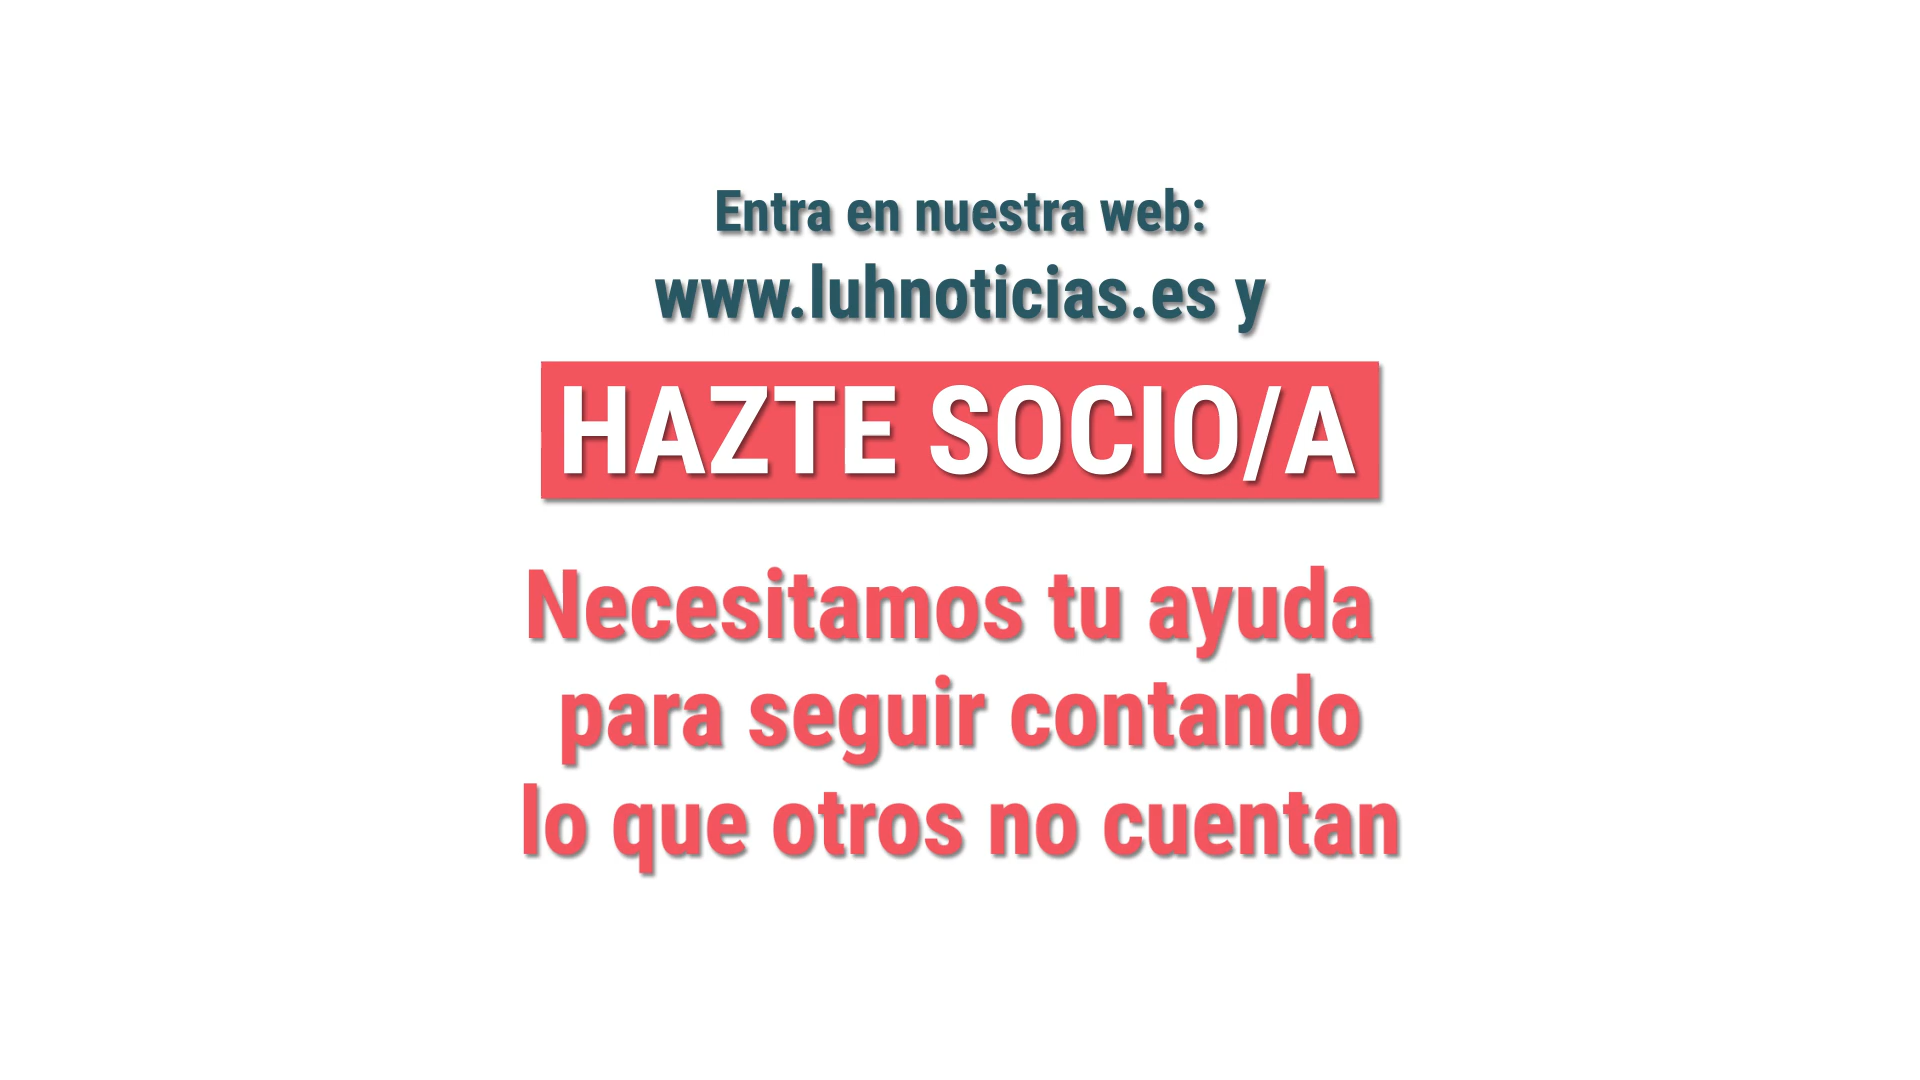 Entra en nuestra web:
www.luhnoticias.es y
HAZTE SOCIO/A
Necesitamos tu ayuda
para seguir contando
lo que otros no cuentan